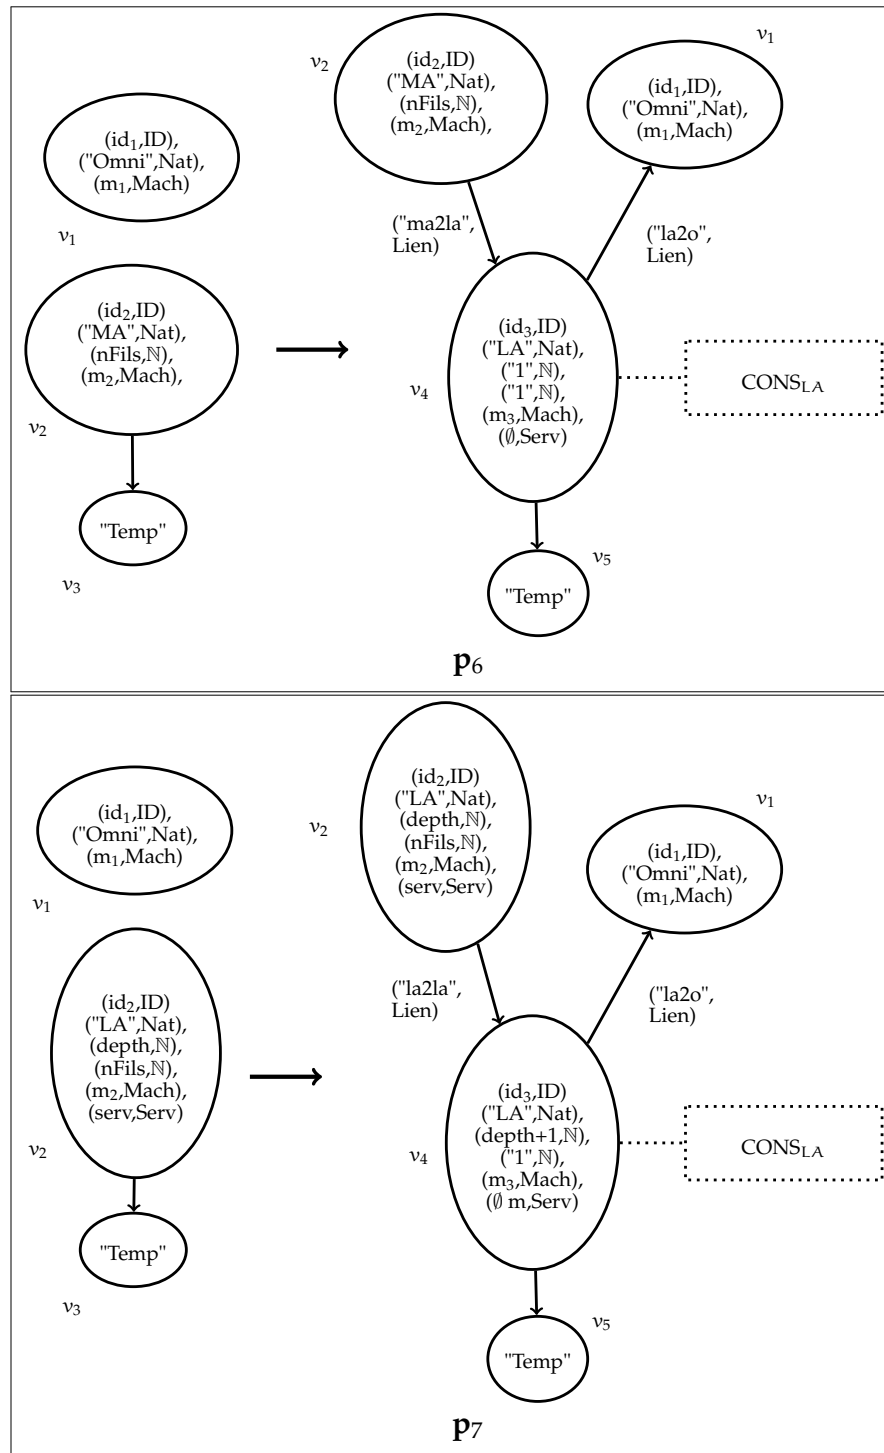 (id₁,ID),
("Omni",Nat),
(m₁,Mach)
v₁
(id₂,ID)
("MA",Nat),
(nFils,ℕ),
(m₂,Mach),
v₂
"Temp"
v₃
v₂
(id₂,ID)
("MA",Nat),
(nFils,ℕ),
(m₂,Mach),
v₁
(id₁,ID),
("Omni",Nat),
(m₁,Mach)
("ma2la",
Lien)
("la2o",
Lien)
(id₃,ID)
("LA",Nat),
("1",ℕ),
("1",ℕ),
(m₃,Mach),
(∅,Serv)
v₄
CONS_LA
v₅
"Temp"
p₆
(id₁,ID),
("Omni",Nat),
(m₁,Mach)
v₁
(id₂,ID)
("LA",Nat),
(depth,ℕ),
(nFils,ℕ),
(m₂,Mach),
(serv,Serv)
v₂
"Temp"
v₃
(id₂,ID)
("LA",Nat),
(depth,ℕ),
(nFils,ℕ),
(m₂,Mach),
(serv,Serv)
v₂
v₁
(id₁,ID),
("Omni",Nat),
(m₁,Mach)
("la2la",
Lien)
("la2o",
Lien)
(id₃,ID)
("LA",Nat),
(depth+1,ℕ),
("1",ℕ),
(m₃,Mach),
(∅ m,Serv)
v₄
CONS_LA
v₅
"Temp"
p₇